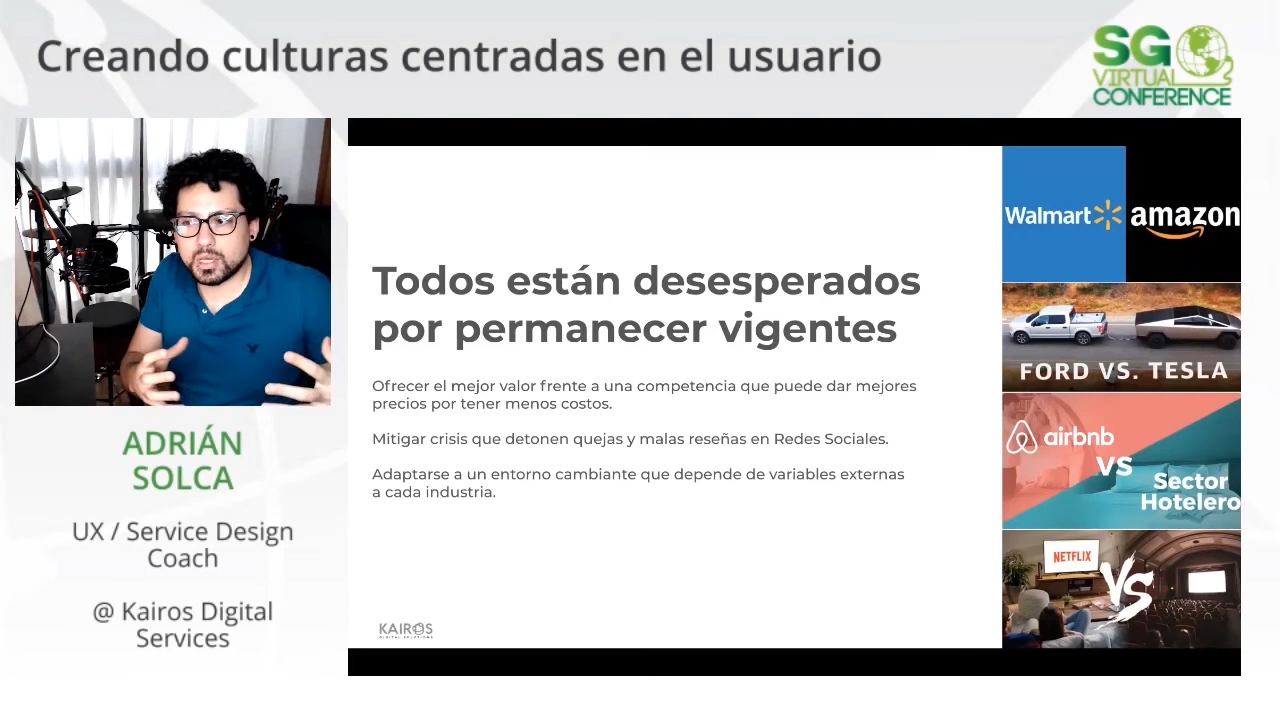 Creando culturas centradas en el usuario
SG
VIRTUAL
CONFERENCE
ADRIÁN
SOLCA
UX / Service Design
Coach
@ Kairos Digital
Services
Todos están desesperados
por permanecer vigentes
Ofrecer el mejor valor frente a una competencia que puede dar mejores
precios por tener menos costos.
Mitigar crisis que detonen quejas y malas reseñas en Redes Sociales.
Adaptarse a un entorno cambiante que depende de variables externas
a cada industria.
KAIROS
DIGITAL SOLUTIONS
Walmart
amazon
FORD VS. TESLA
airbnb
VS
Sector
Hotelero
NETFLIX
VS